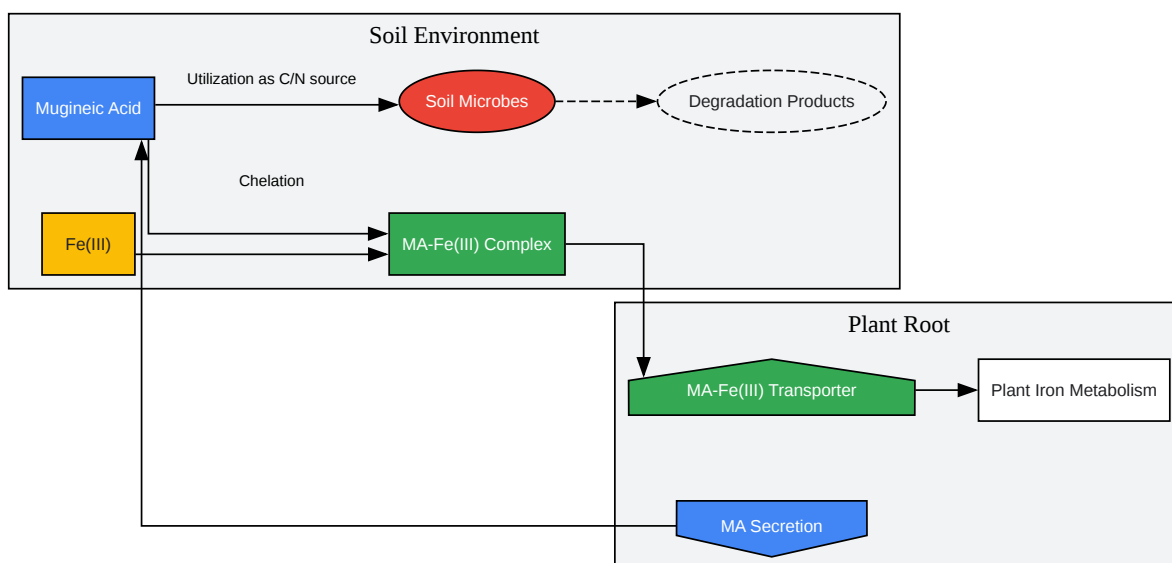 Soil Environment
Utilization as C/N source
Mugineic Acid
Soil Microbes
Degradation Products
Chelation
Fe(III)
MA-Fe(III) Complex
Plant Root
MA-Fe(III) Transporter
Plant Iron Metabolism
MA Secretion